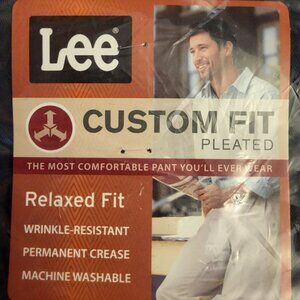 Lee®
CUSTOM FIT
PLEATED
THE MOST COMFORTABLE PANT YOU'LL EVER WEAR
Relaxed Fit
WRINKLE-RESISTANT
PERMANENT CREASE
MACHINE WASHABLE